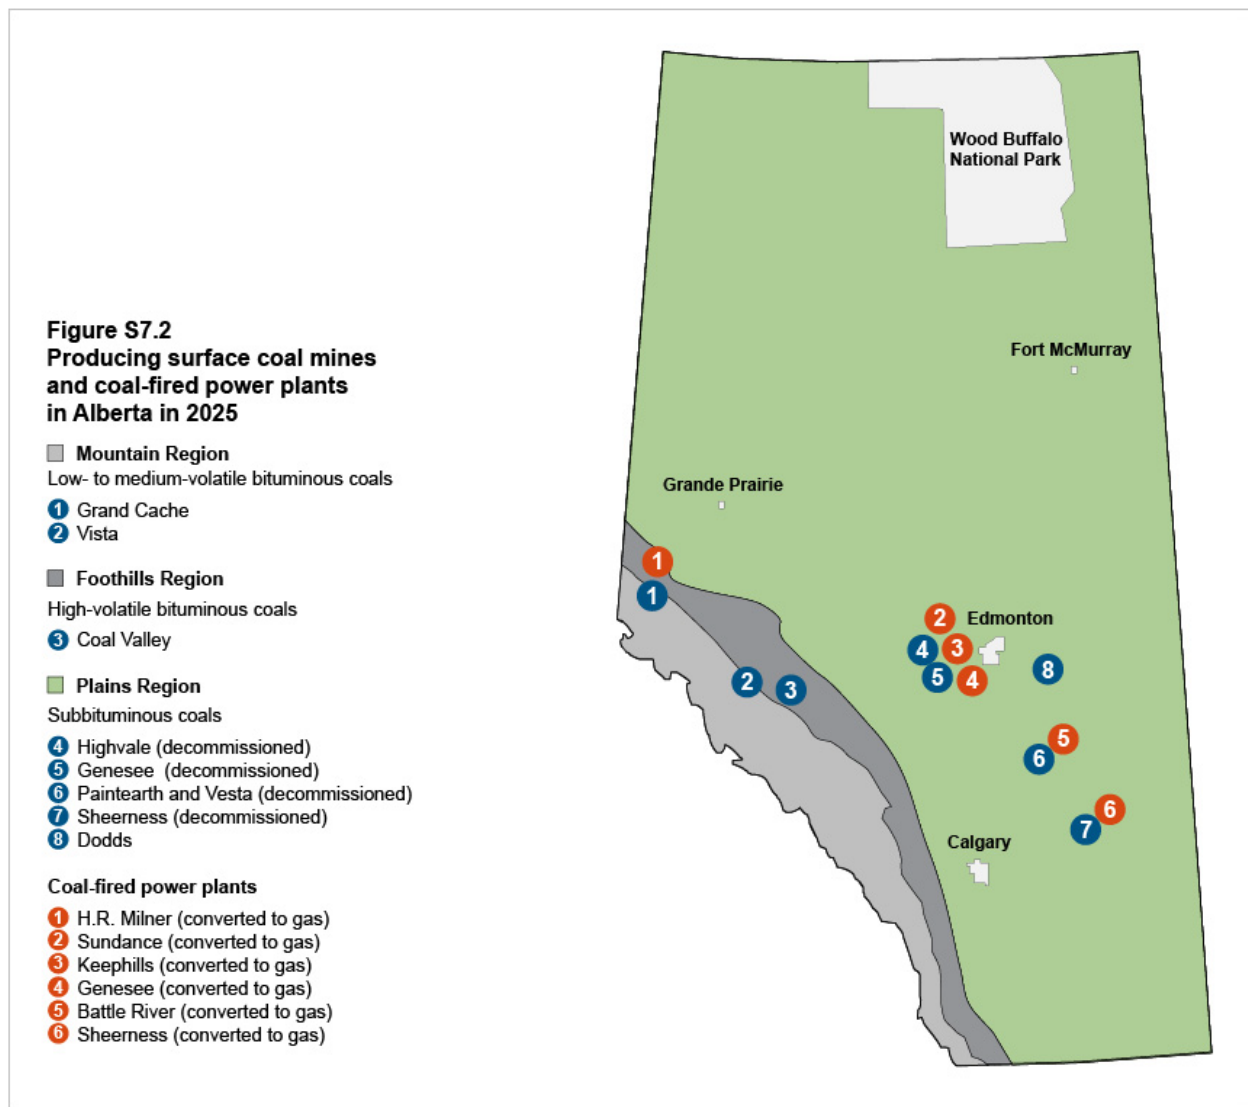 Figure S7.2
Producing surface coal mines
and coal-fired power plants
in Alberta in 2025
Mountain Region
Low- to medium-volatile bituminous coals
1 Grand Cache
2 Vista
Foothills Region
High-volatile bituminous coals
3 Coal Valley
Plains Region
Subbituminous coals
4 Highvale (decommissioned)
5 Genesee (decommissioned)
6 Paintearth and Vesta (decommissioned)
7 Sheerness (decommissioned)
8 Dodds
Coal-fired power plants
1 H.R. Milner (converted to gas)
2 Sundance (converted to gas)
3 Keephills (converted to gas)
4 Genesee (converted to gas)
5 Battle River (converted to gas)
6 Sheerness (converted to gas)
Wood Buffalo
National Park
Fort McMurray
Grande Prairie
1
1
2
Edmonton
4
3
5
4
8
2
3
5
6
6
7
Calgary